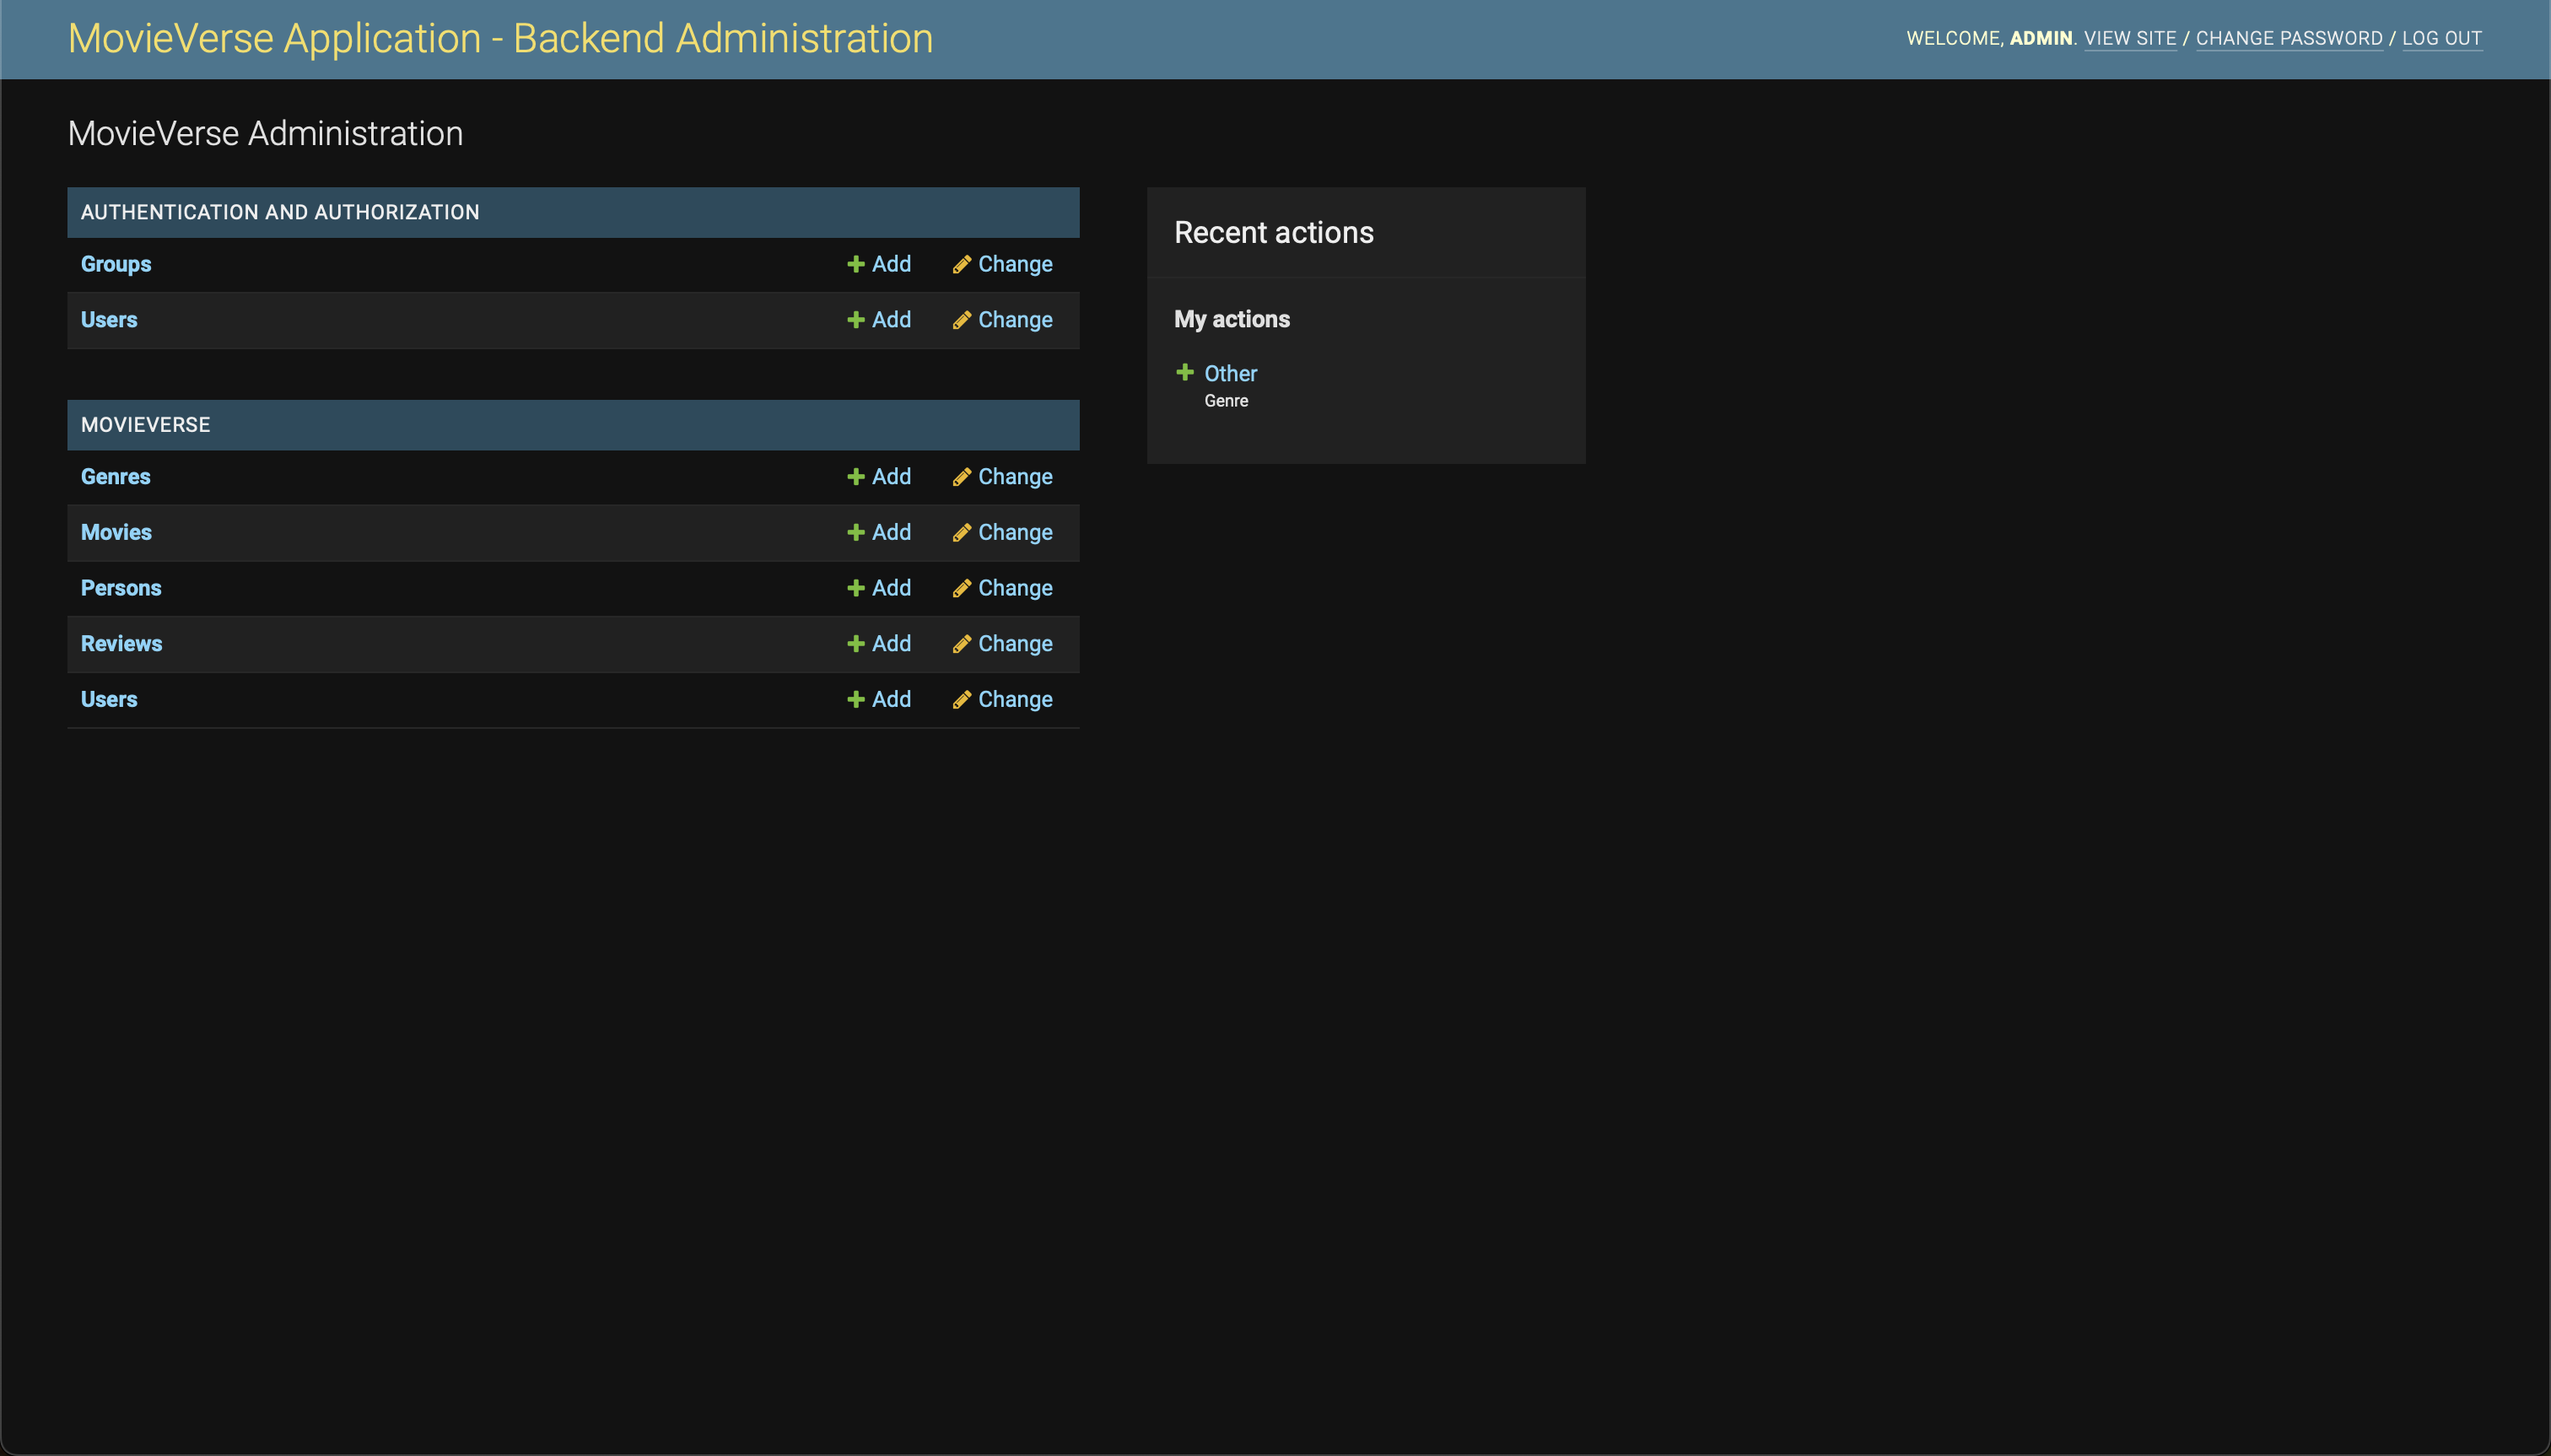 MovieVerse Application - Backend Administration
WELCOME, ADMIN. VIEW SITE / CHANGE PASSWORD / LOG OUT
MovieVerse Administration
AUTHENTICATION AND AUTHORIZATION
Groups Add Change
Users Add Change
MOVIEVERSE
Genres Add Change
Movies Add Change
Persons Add Change
Reviews Add Change
Users Add Change
Recent actions
My actions
Other
Genre